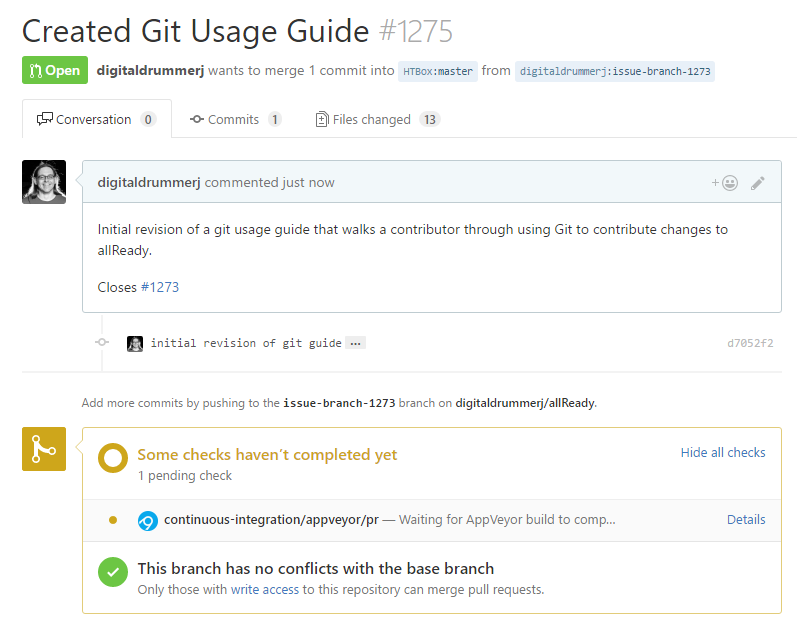 Created Git Usage Guide #1275
Open digitaldrummerj wants to merge 1 commit into HTBox:master from digitaldrummerj:issue-branch-1273
Conversation 0 Commits 1 Files changed 13
digitaldrummerj commented just now
Initial revision of a git usage guide that walks a contributor through using Git to contribute changes to
allReady.
Closes #1273
initial revision of git guide ... d7052f2
Add more commits by pushing to the issue-branch-1273 branch on digitaldrummerj/allReady.
Some checks haven't completed yet Hide all checks
1 pending check
continuous-integration/appveyor/pr — Waiting for AppVeyor build to comp... Details
This branch has no conflicts with the base branch
Only those with write access to this repository can merge pull requests.